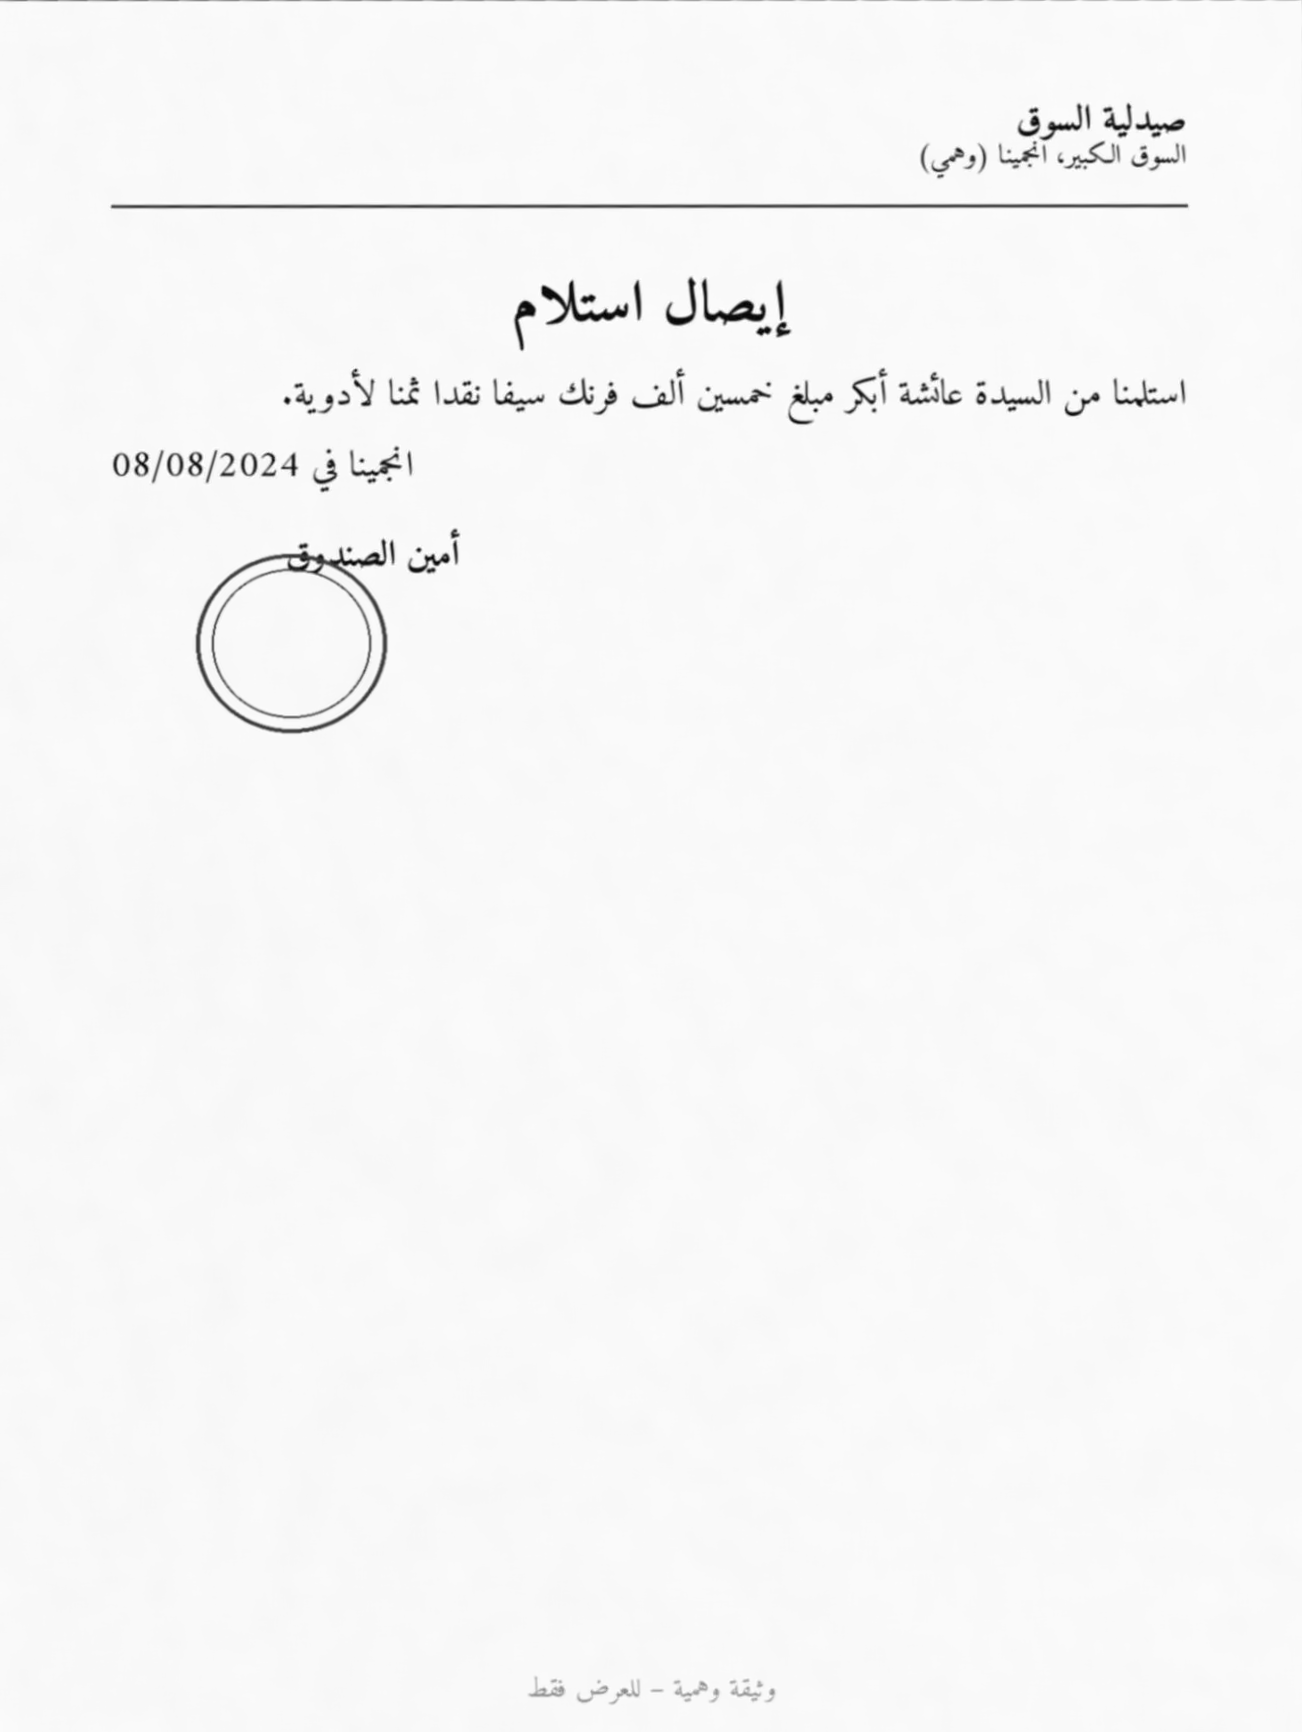 صيدلية السوق
السوق الكبير، انجمينا (وهمي)
إيصال استلام
استلمنا من السيدة عائشة أبكر مبلغ خمسين ألف فرنك سيفا نقدا ثمنا لأدوية.
انجمينا في 08/08/2024
أمين الصندوق
وثيقة وهمية – للعرض فقط